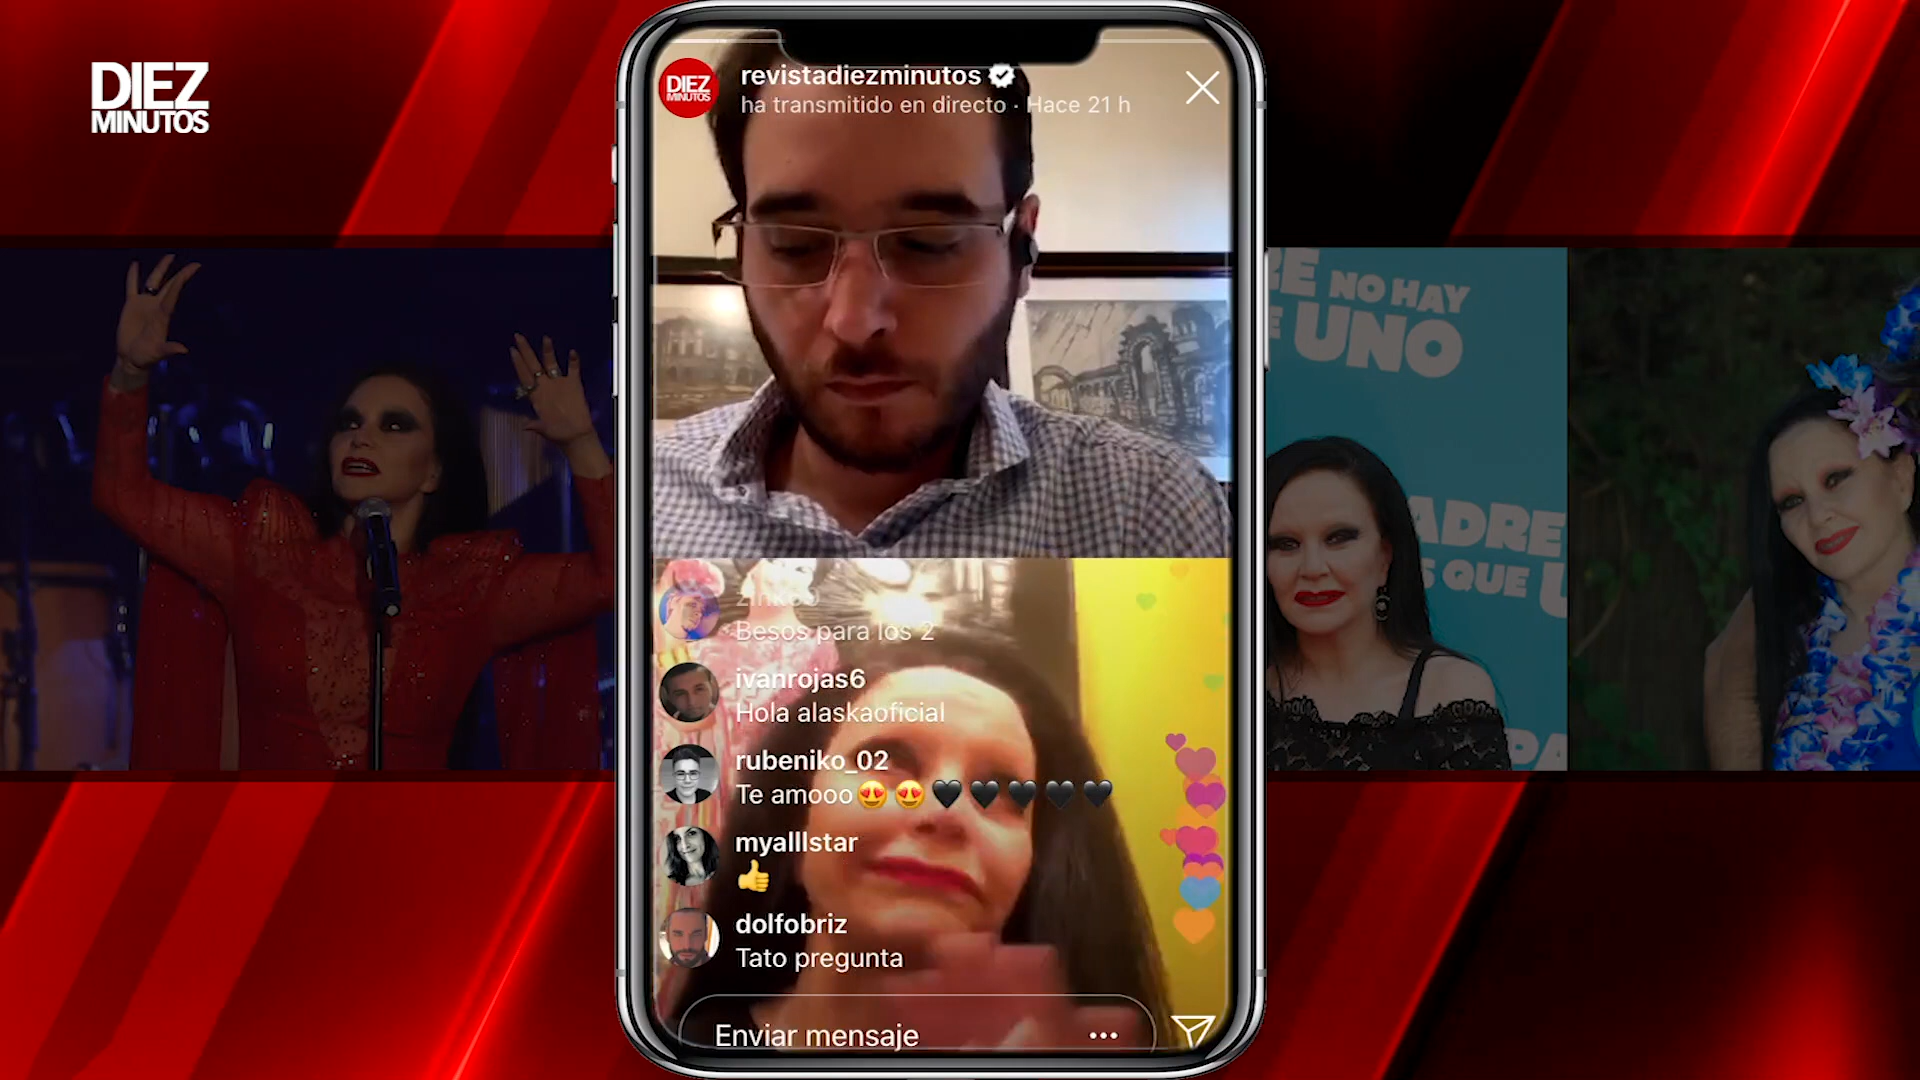 DIEZ
MINUTOS
DIEZ
MINUTOS
revistadiezminutos
ha transmitido en directo · Hace 21 h
NO HAY
UNO
ADRE
QUE
Besos para los 2
ivanrojas6
Hola alaskaoficial
rubeniko_02
Te amooo😍😍🖤🖤🖤🖤🖤
myalllstar
👍
dolfobriz
Tato pregunta
Enviar mensaje